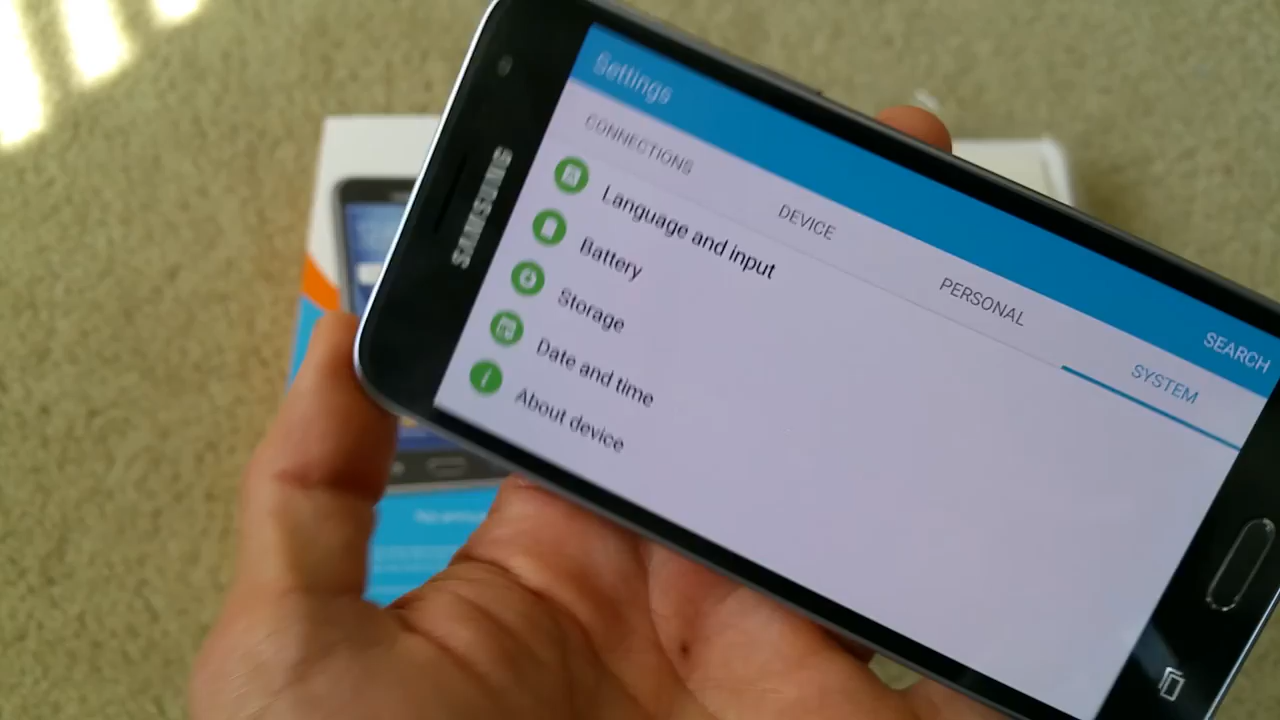 SAMSUNG
Settings
SEARCH
CONNECTIONS
DEVICE
PERSONAL
SYSTEM
Language and input
Battery
Storage
Date and time
About device